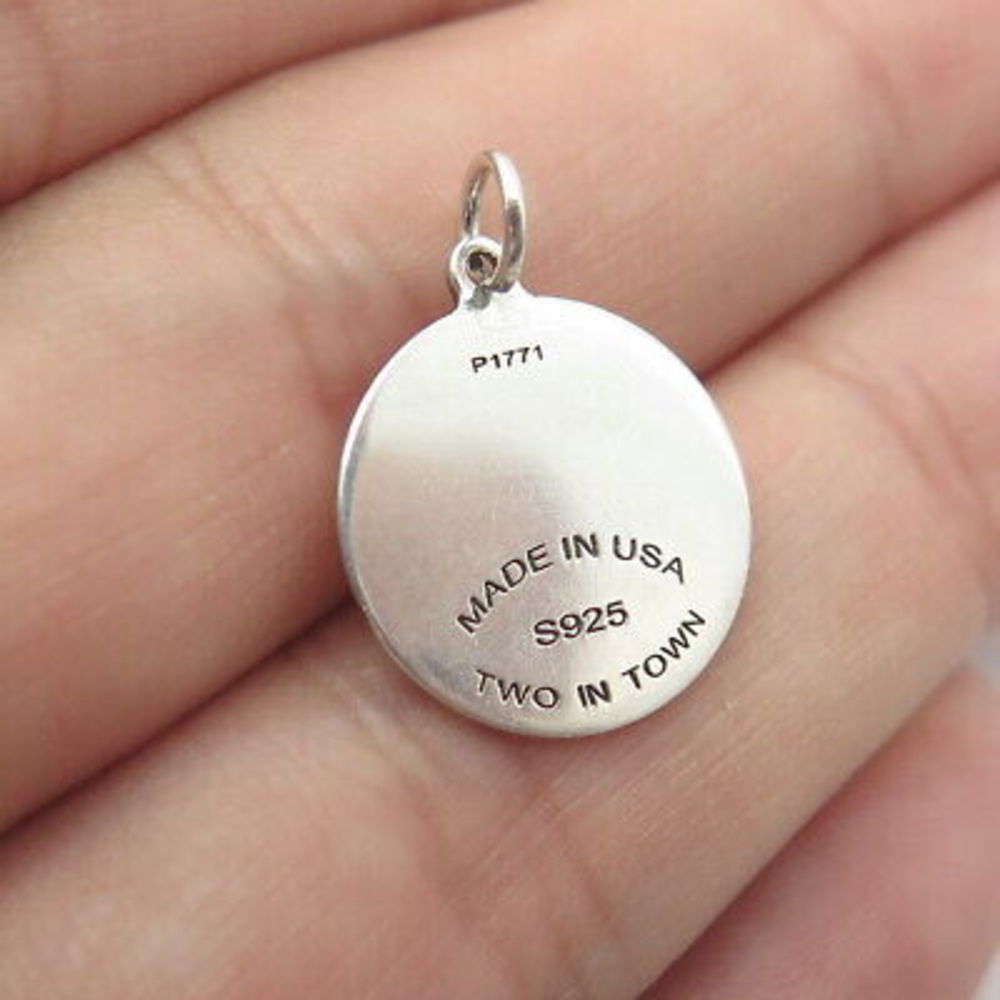 P1771
MADE IN USA
S925
TWO IN TOWN